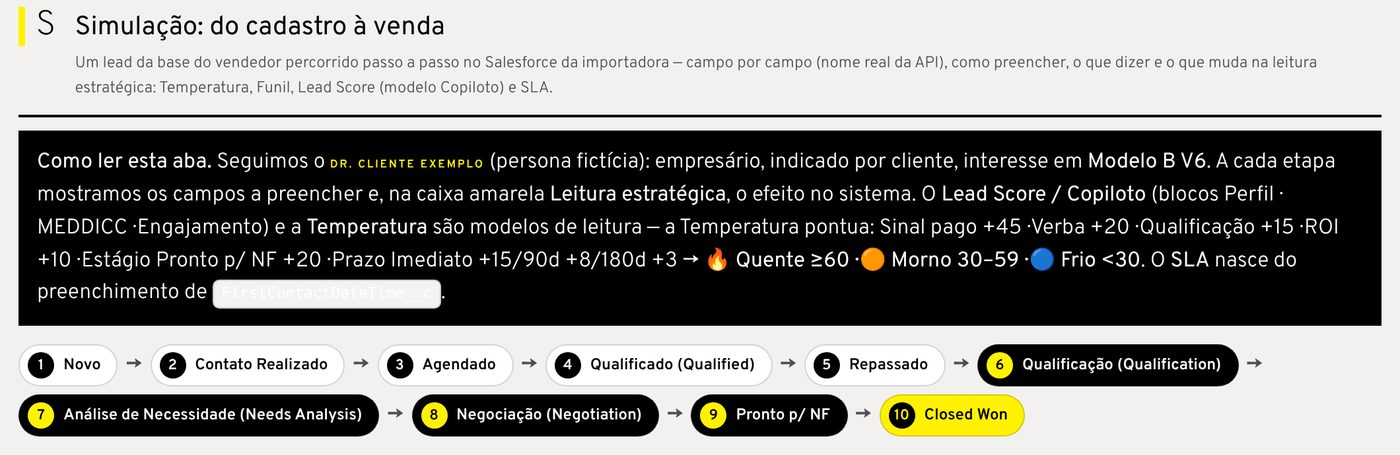 S Simulação: do cadastro à venda
Um lead da base do vendedor percorrido passo a passo no Salesforce da importadora — campo por campo (nome real da API), como preencher, o que dizer e o que muda na leitura
estratégica: Temperatura, Funil, Lead Score (modelo Copiloto) e SLA.
Como ler esta aba. Seguimos o DR. CLIENTE EXEMPLO (persona fictícia): empresário, indicado por cliente, interesse em Modelo B V6. A cada etapa
mostramos os campos a preencher e, na caixa amarela Leitura estratégica, o efeito no sistema. O Lead Score / Copiloto (blocos Perfil ·
MEDDICC ·Engajamento) e a Temperatura são modelos de leitura — a Temperatura pontua: Sinal pago +45 ·Verba +20 ·Qualificação +15 ·ROI
+10 ·Estágio Pronto p/ NF +20 ·Prazo Imediato +15/90d +8/180d +3 → 🔥 Quente ≥60 ·🟠 Morno 30–59 ·🔵 Frio <30. O SLA nasce do
preenchimento de FirstContactDateTime__c.
1 Novo → 2 Contato Realizado → 3 Agendado → 4 Qualificado (Qualified) → 5 Repassado → 6 Qualificação (Qualification) →
7 Análise de Necessidade (Needs Analysis) → 8 Negociação (Negotiation) → 9 Pronto p/ NF → 10 Closed Won